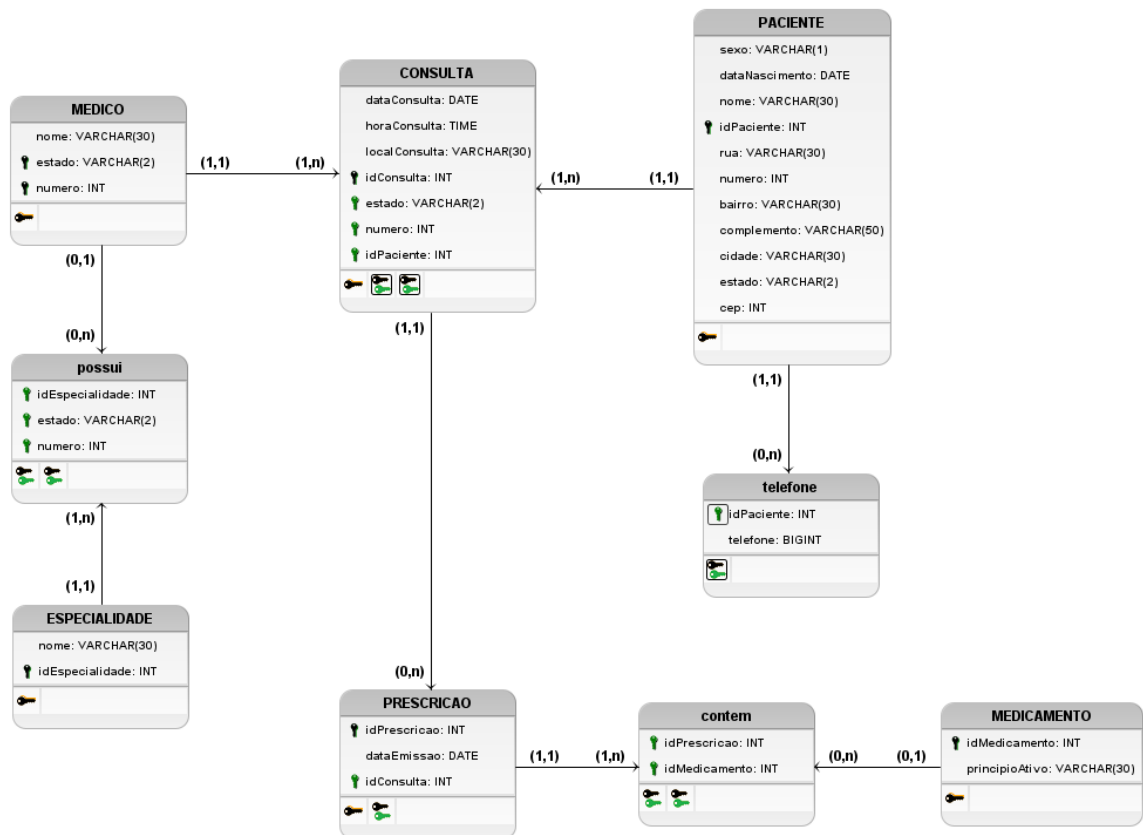 PACIENTE
sexo: VARCHAR(1)
dataNascimento: DATE
nome: VARCHAR(30)
idPaciente: INT
rua: VARCHAR(30)
numero: INT
bairro: VARCHAR(30)
complemento: VARCHAR(50)
cidade: VARCHAR(30)
estado: VARCHAR(2)
cep: INT
CONSULTA
dataConsulta: DATE
horaConsulta: TIME
localConsulta: VARCHAR(30)
idConsulta: INT
estado: VARCHAR(2)
numero: INT
idPaciente: INT
MEDICO
nome: VARCHAR(30)
estado: VARCHAR(2)
numero: INT
(1,1)
(1,n)
(1,n)
(1,1)
(0,1)
(0,n)
possui
idEspecialidade: INT
estado: VARCHAR(2)
numero: INT
(1,n)
(1,1)
ESPECIALIDADE
nome: VARCHAR(30)
idEspecialidade: INT
(1,1)
(0,n)
(1,1)
(0,n)
telefone
idPaciente: INT
telefone: BIGINT
PRESCRICAO
idPrescricao: INT
dataEmissao: DATE
idConsulta: INT
(1,1)
(1,n)
contem
idPrescricao: INT
idMedicamento: INT
(0,n)
(0,1)
MEDICAMENTO
idMedicamento: INT
principioAtivo: VARCHAR(30)